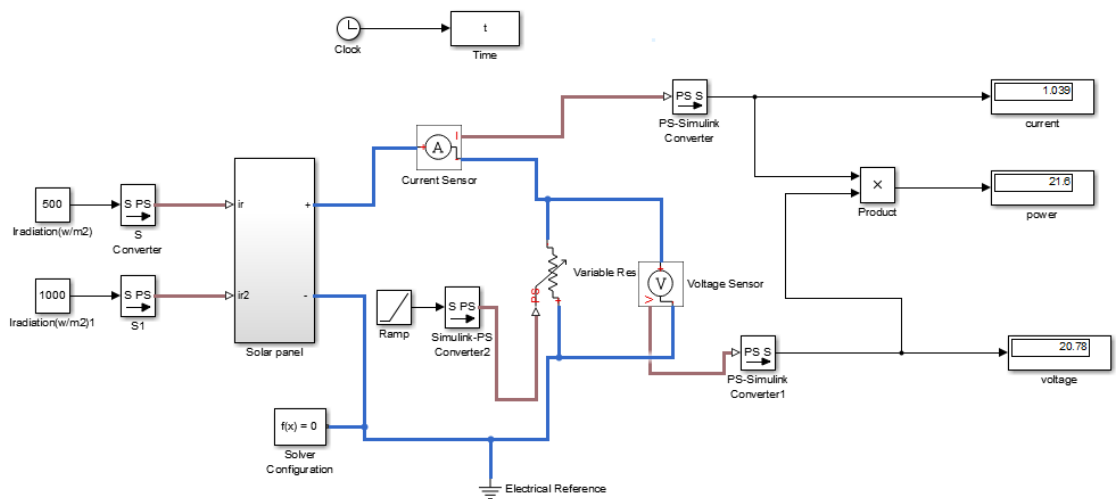 t
Clock
Time
PS S
1.039
PS-Simulink
Converter
current
I
A
Current Sensor
500
S PS
ir
+
×
21.6
Irradiation(w/m2)
S
Converter
Product
power
Variable Res
V
V
Voltage Sensor
1000
S PS
ir2
-
PS
S PS
+
Irradiation(w/m2)1
S1
Ramp
Simulink-PS
Converter2
Solar panel
PS S
20.78
PS-Simulink
Converter1
voltage
f(x) = 0
Solver
Configuration
Electrical Reference